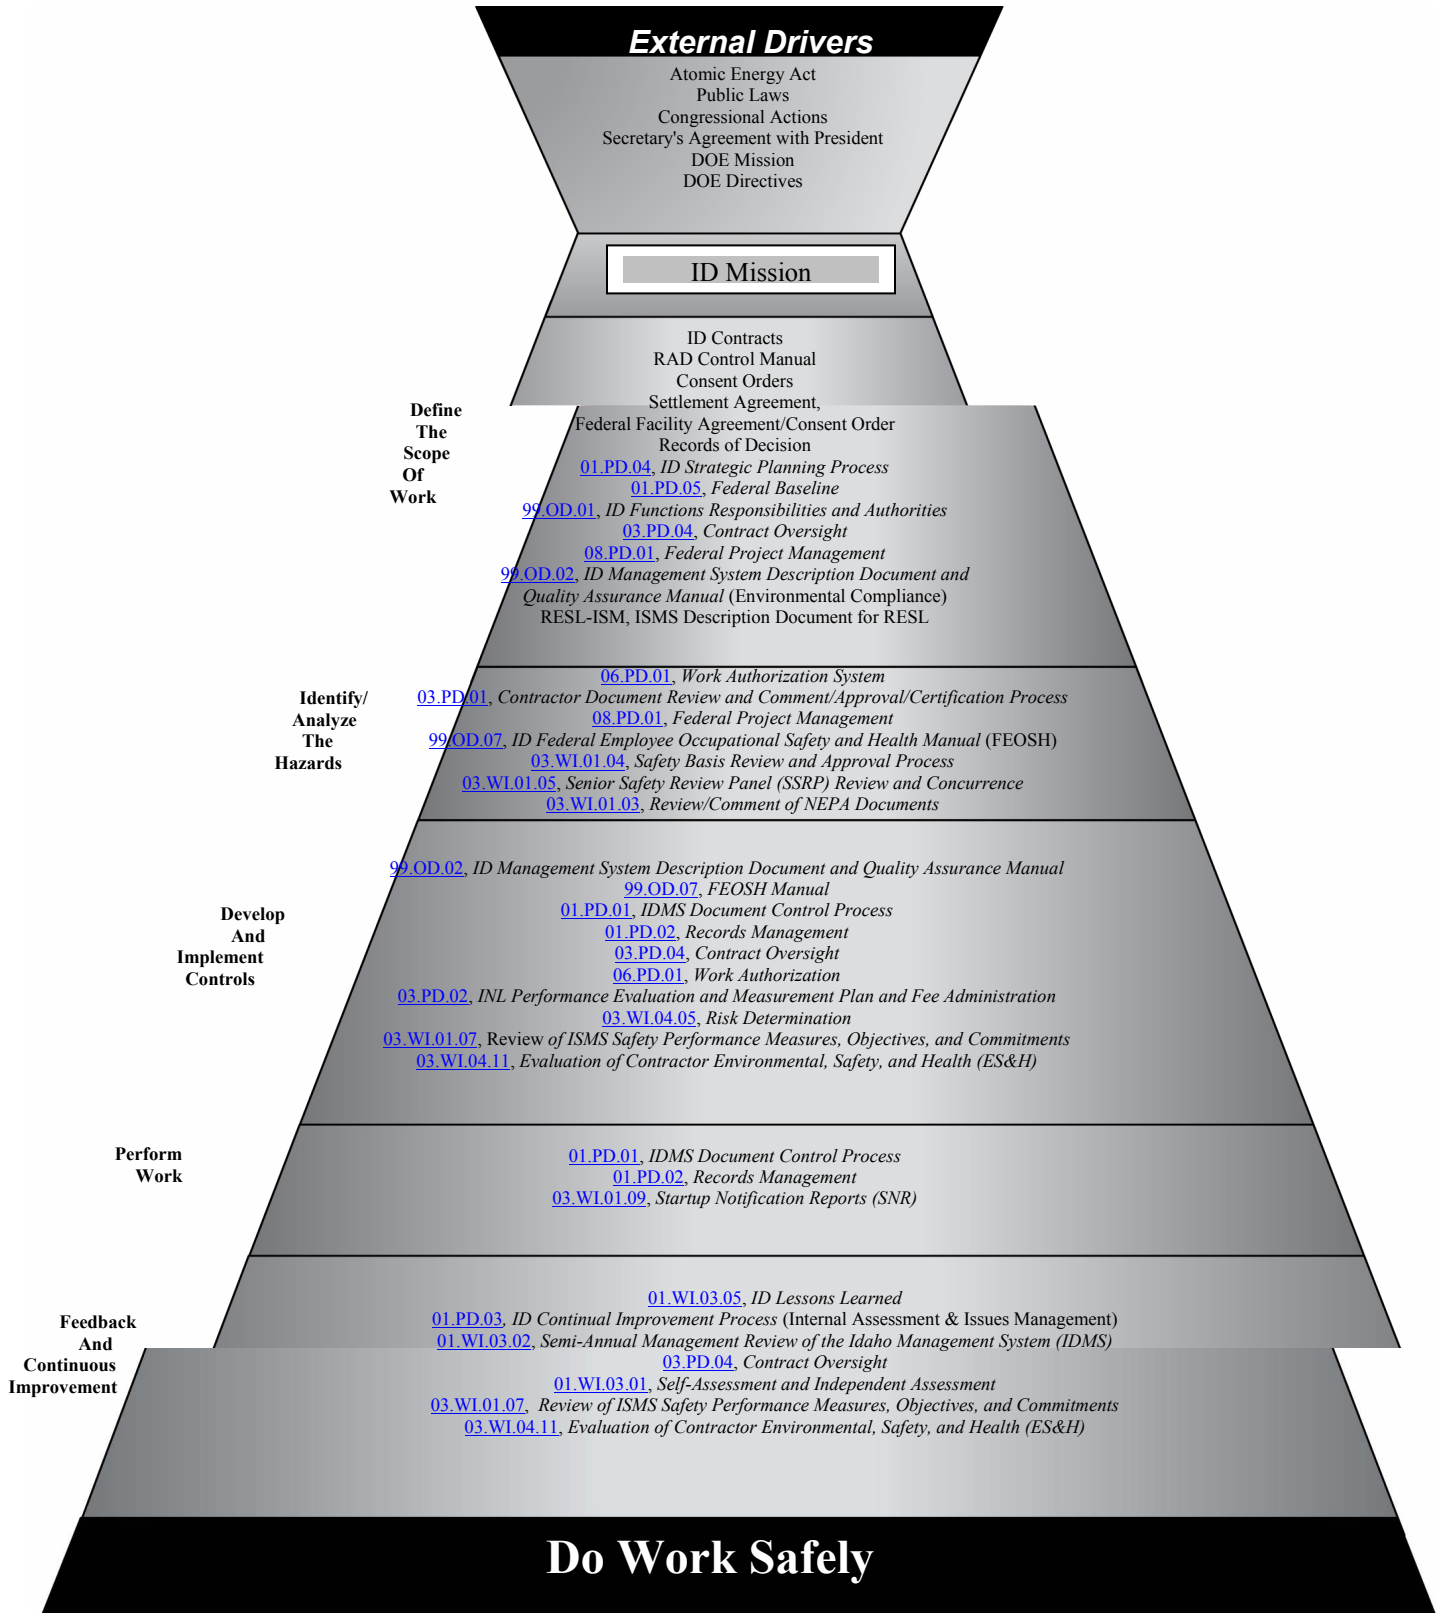 External Drivers
Atomic Energy Act
Public Laws
Congressional Actions
Secretary's Agreement with President
DOE Mission
DOE Directives
ID Mission
ID Contracts
RAD Control Manual
Consent Orders
Settlement Agreement,
Federal Facility Agreement/Consent Order
Records of Decision
01.PD.04, ID Strategic Planning Process
01.PD.05, Federal Baseline
99.OD.01, ID Functions Responsibilities and Authorities
03.PD.04, Contract Oversight
08.PD.01, Federal Project Management
99.OD.02, ID Management System Description Document and
Quality Assurance Manual (Environmental Compliance)
RESL-ISM, ISMS Description Document for RESL
Define
The
Scope
Of
Work
06.PD.01, Work Authorization System
03.PD.01, Contractor Document Review and Comment/Approval/Certification Process
08.PD.01, Federal Project Management
99.OD.07, ID Federal Employee Occupational Safety and Health Manual (FEOSH)
03.WI.01.04, Safety Basis Review and Approval Process
03.WI.01.05, Senior Safety Review Panel (SSRP) Review and Concurrence
03.WI.01.03, Review/Comment of NEPA Documents
Identify/
Analyze
The
Hazards
99.OD.02, ID Management System Description Document and Quality Assurance Manual
99.OD.07, FEOSH Manual
01.PD.01, IDMS Document Control Process
01.PD.02, Records Management
03.PD.04, Contract Oversight
06.PD.01, Work Authorization
03.PD.02, INL Performance Evaluation and Measurement Plan and Fee Administration
03.WI.04.05, Risk Determination
03.WI.01.07, Review of ISMS Safety Performance Measures, Objectives, and Commitments
03.WI.04.11, Evaluation of Contractor Environmental, Safety, and Health (ES&H)
Develop
And
Implement
Controls
Perform
Work
01.PD.01, IDMS Document Control Process
01.PD.02, Records Management
03.WI.01.09, Startup Notification Reports (SNR)
01.WI.03.05, ID Lessons Learned
01.PD.03, ID Continual Improvement Process (Internal Assessment & Issues Management)
01.WI.03.02, Semi-Annual Management Review of the Idaho Management System (IDMS)
03.PD.04, Contract Oversight
01.WI.03.01, Self-Assessment and Independent Assessment
03.WI.01.07, Review of ISMS Safety Performance Measures, Objectives, and Commitments
03.WI.04.11, Evaluation of Contractor Environmental, Safety, and Health (ES&H)
Feedback
And
Continuous
Improvement
Do Work Safely